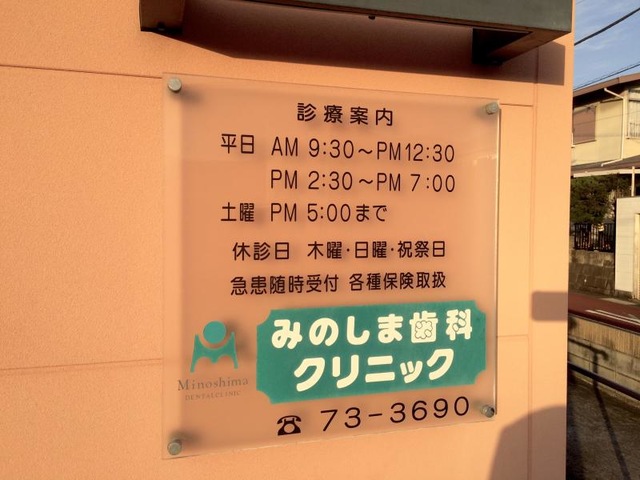 診療案内
平日 AM 9:30～PM12:30
PM 2:30～PM 7:00
土曜 PM 5:00まで
休診日 木曜・日曜・祝祭日
急患随時受付 各種保険取扱
みのしま歯科
クリニック
Minoshima
DENTAL CLINIC
☎ 73-3690